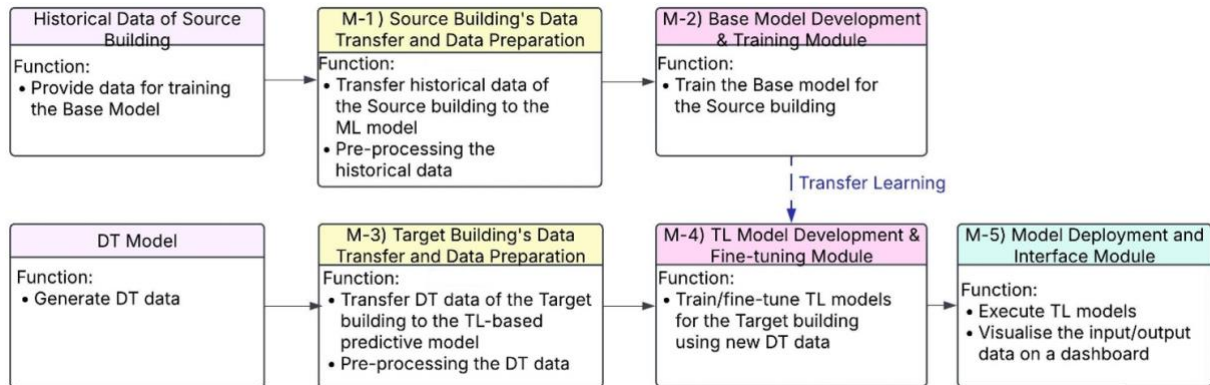 Historical Data of Source
Building
Function:
• Provide data for training
the Base Model
M-1 ) Source Building's Data
Transfer and Data Preparation
Function:
• Transfer historical data of
the Source building to the
ML model
• Pre-processing the
historical data
M-2) Base Model Development
& Training Module
Function:
• Train the Base model for
the Source building
Transfer Learning
DT Model
Function:
• Generate DT data
M-3) Target Building's Data
Transfer and Data Preparation
Function:
• Transfer DT data of the Target
building to the TL-based
predictive model
• Pre-processing the DT data
M-4) TL Model Development &
Fine-tuning Module
Function:
• Train/fine-tune TL models
for the Target building
using new DT data
M-5) Model Deployment and
Interface Module
Function:
• Execute TL models
• Visualise the input/output
data on a dashboard